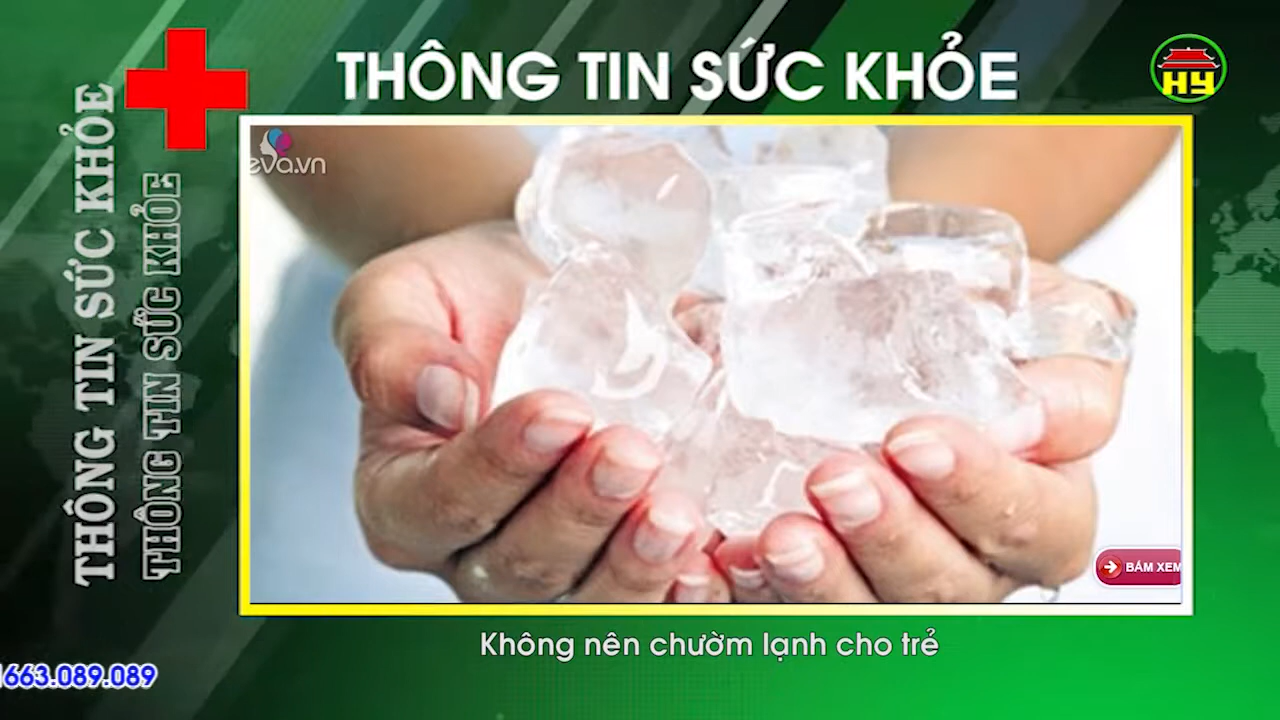 THÔNG TIN SỨC KHỎE
HY
THÔNG TIN SỨC KHỎE
THÔNG TIN SỨC KHỎE
eva.vn
BẤM XEM
Không nên chườm lạnh cho trẻ
1663.089.089